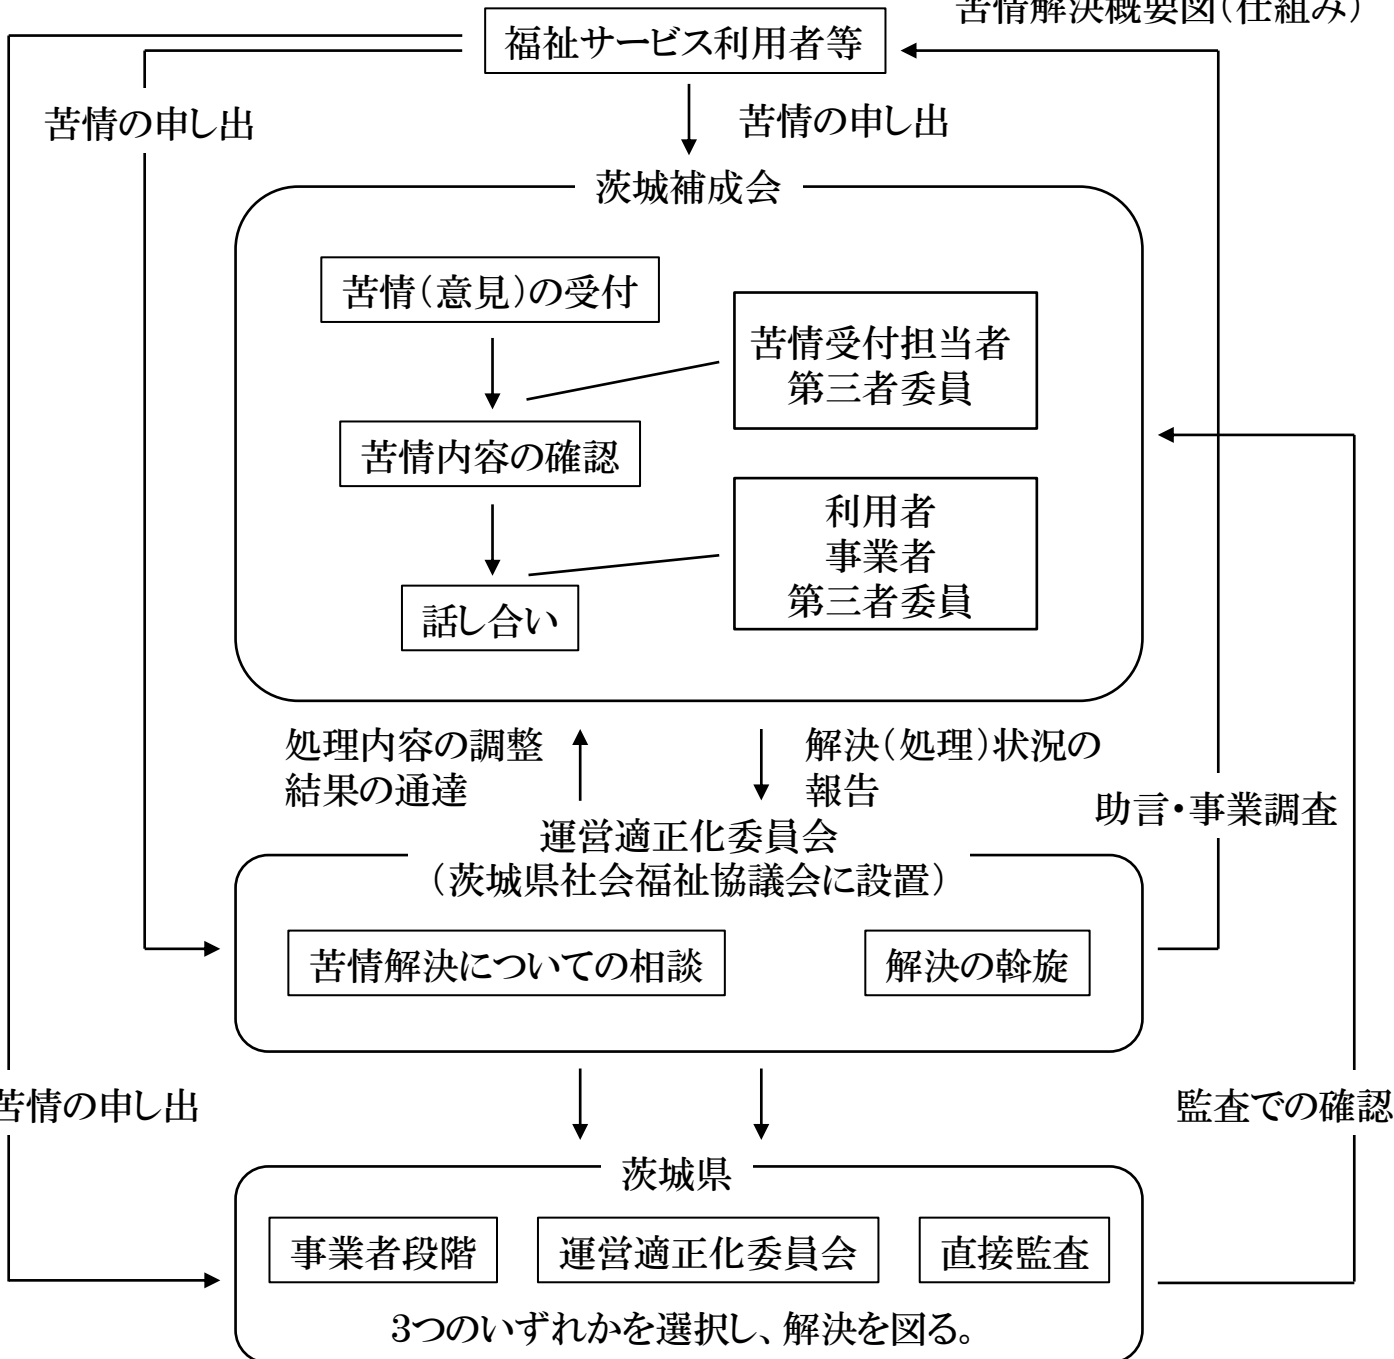 苦情解決概要図（仕組み）
福祉サービス利用者等
苦情の申し出
苦情の申し出
茨城補成会
苦情（意見）の受付
苦情受付担当者
第三者委員
苦情内容の確認
利用者
事業者
第三者委員
話し合い
処理内容の調整
結果の通達
解決（処理）状況の
報告
助言・事業調査
運営適正化委員会
（茨城県社会福祉協議会に設置）
苦情解決についての相談
解決の斡旋
苦情の申し出
監査での確認
茨城県
事業者段階
運営適正化委員会
直接監査
3つのいずれかを選択し、解決を図る。